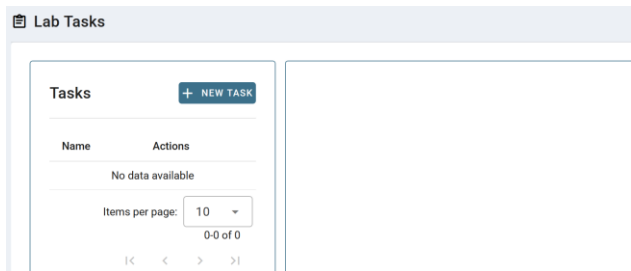 Lab Tasks
Tasks
+ NEW TASK
Name Actions
No data available
Items per page: 10
0-0 of 0